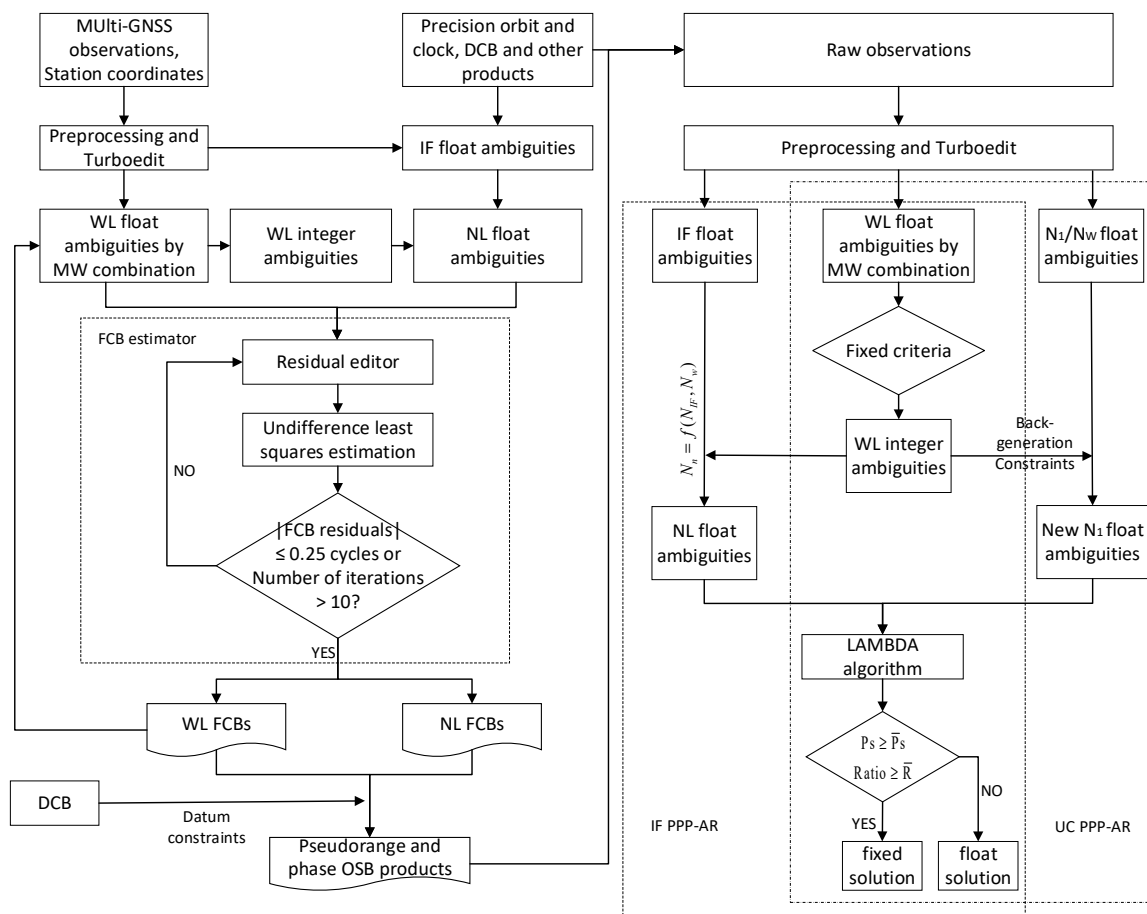 MUlti-GNSS
observations,
Station coordinates
Precision orbit and
clock, DCB and other
products
Raw observations
Preprocessing and
Turboedit
IF float ambiguities
Preprocessing and Turboedit
WL float
ambiguities by
MW combination
WL integer
ambiguities
NL float
ambiguities
IF float
ambiguities
WL float
ambiguities by
MW combination
N1/NW float
ambiguities
FCB estimator
Residual editor
Fixed criteria
Undifference least
squares estimation
NO
N_n = f(N_IF, N_w)
WL integer
ambiguities
Back-
generation
Constraints
|FCB residuals|
≤ 0.25 cycles or
Number of iterations
> 10?
NL float
ambiguities
New N1 float
ambiguities
YES
LAMBDA
algorithm
WL FCBs
NL FCBs
Ps ≥ P̄s
Ratio ≥ R̄
NO
DCB
Datum
constraints
YES
IF PPP-AR
UC PPP-AR
Pseudorange and
phase OSB products
fixed
solution
float
solution